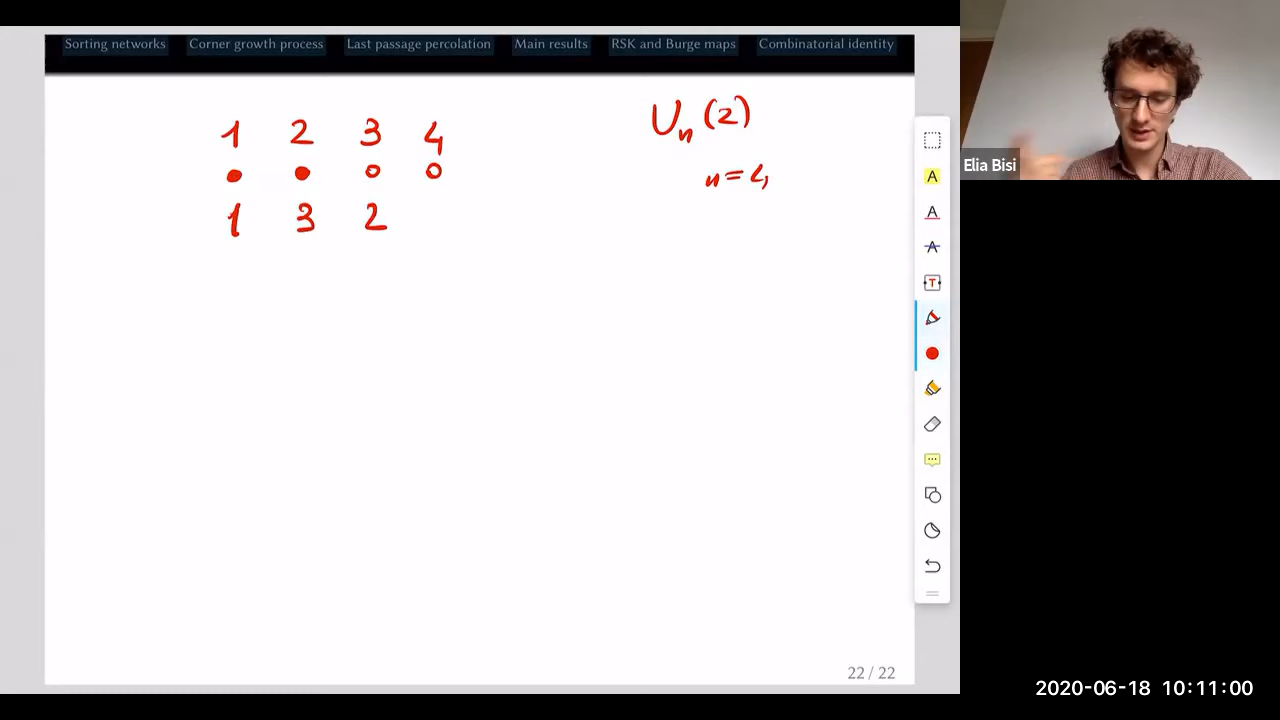 Sorting networks Corner growth process Last passage percolation Main results RSK and Burge maps Combinatorial identity
1 2 3 4
1 3 2
Uₙ(2)
n=4
Elia Bisi
22 / 22
2020-06-18 10:11:00